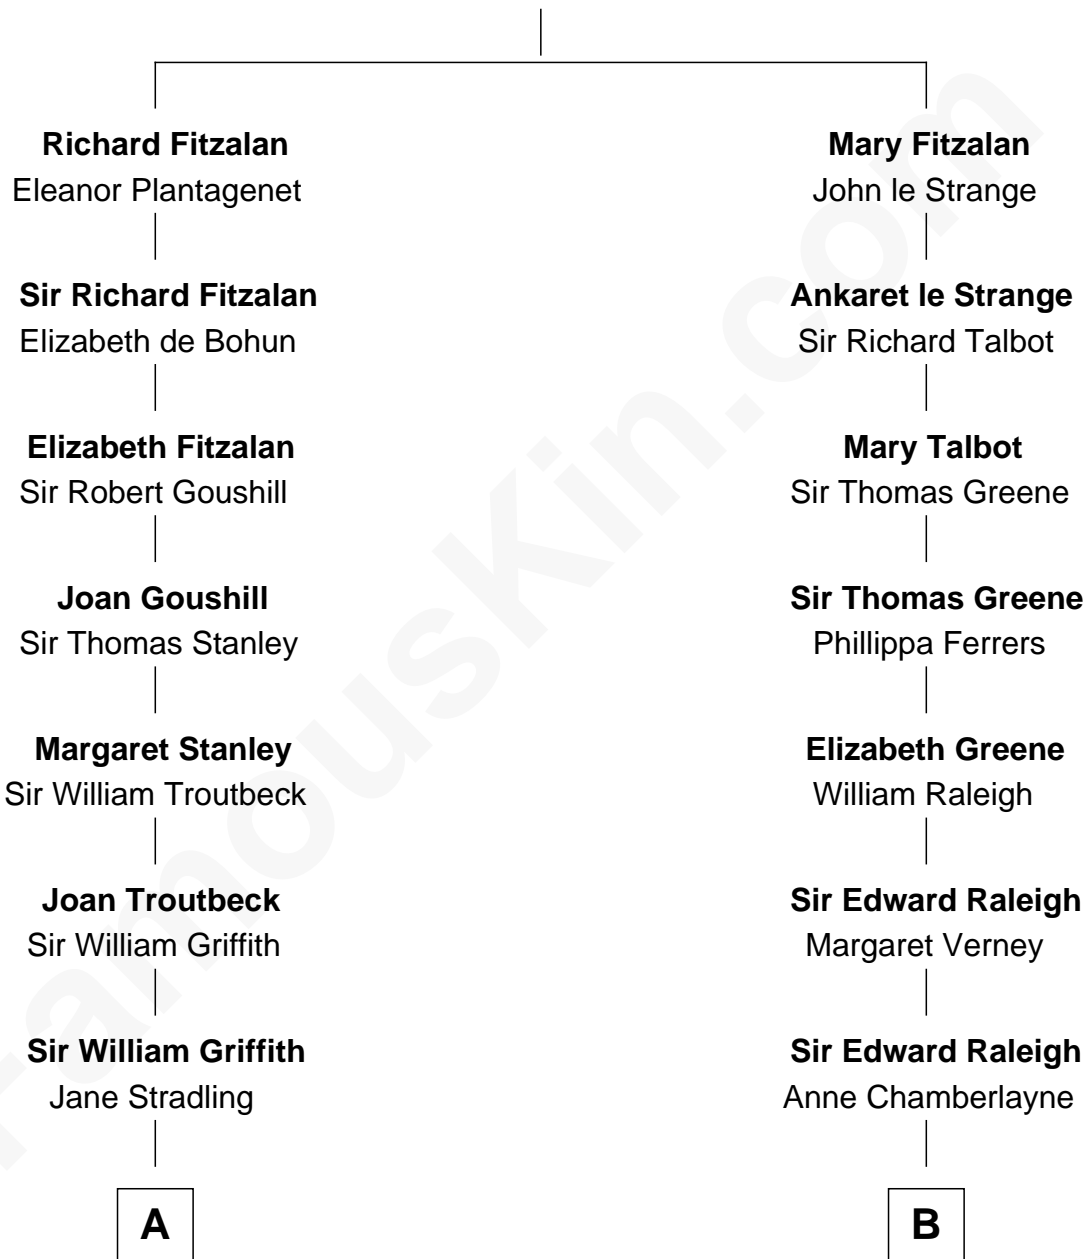 Richard Fitzalan
Eleanor Plantagenet
Sir Richard Fitzalan
Elizabeth de Bohun
Elizabeth Fitzalan
Sir Robert Goushill
Joan Goushill
Sir Thomas Stanley
Margaret Stanley
Sir William Troutbeck
Joan Troutbeck
Sir William Griffith
Sir William Griffith
Jane Stradling
A
Mary Fitzalan
John le Strange
Ankaret le Strange
Sir Richard Talbot
Mary Talbot
Sir Thomas Greene
Sir Thomas Greene
Phillippa Ferrers
Elizabeth Greene
William Raleigh
Sir Edward Raleigh
Margaret Verney
Sir Edward Raleigh
Anne Chamberlayne
B
FamousKin.com